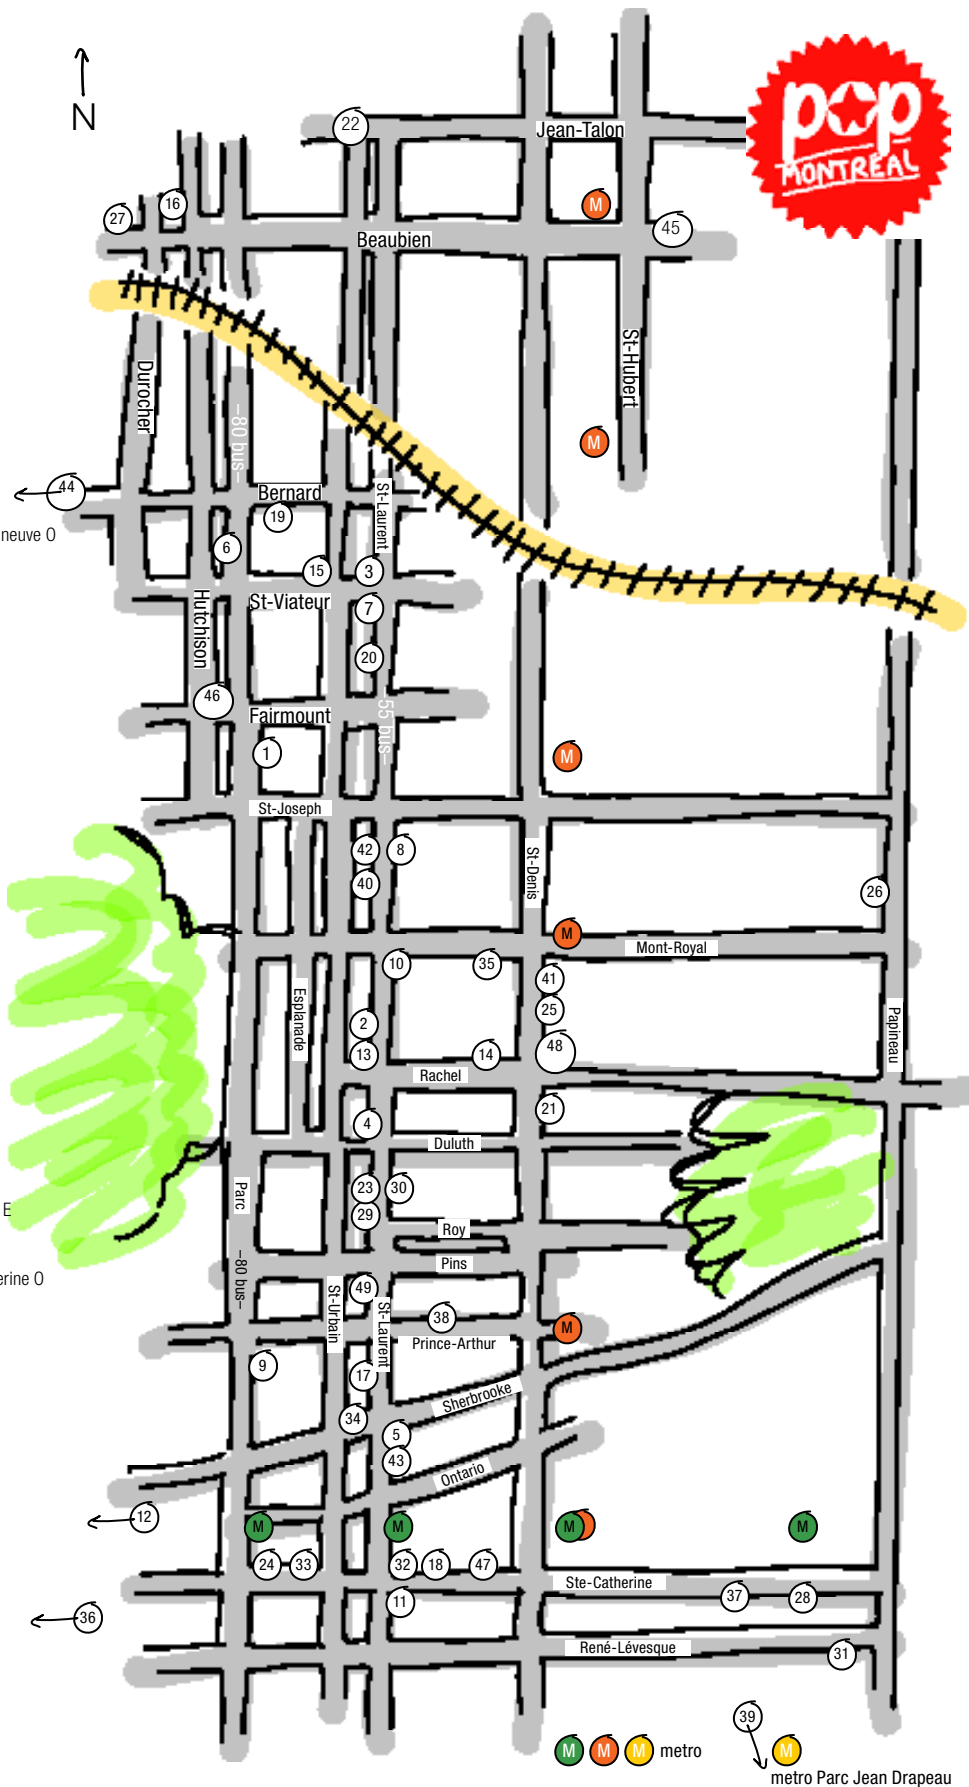 N
22
Jean-Talon
pop
MONTREAL
M
16
27
45
Beaubien
Durocher
St-Hubert
–80 bus–
M
44
Bernard
St-Laurent
19
neuve O
6
15
3
St-Viateur
7
Hutchison
20
46
Fairmount
55 bus–
1
M
St-Joseph
42
8
St-Denis
40
26
M
Mont-Royal
10
35
41
Esplanade
25
2
Papineau
13
14
48
Rachel
21
4
Duluth
Parc
23
30
E
29
Roy
–80 bus–
Pins
erine O
St-Urbain
49
St-Laurent
38
M
Prince-Arthur
9
17
Sherbrooke
34
5
43
Ontario
12
M
M
M
M
24
33
32
18
47
Ste-Catherine
37
28
11
36
René-Lévesque
31
39
M M M metro
M
metro Parc Jean Drapeau